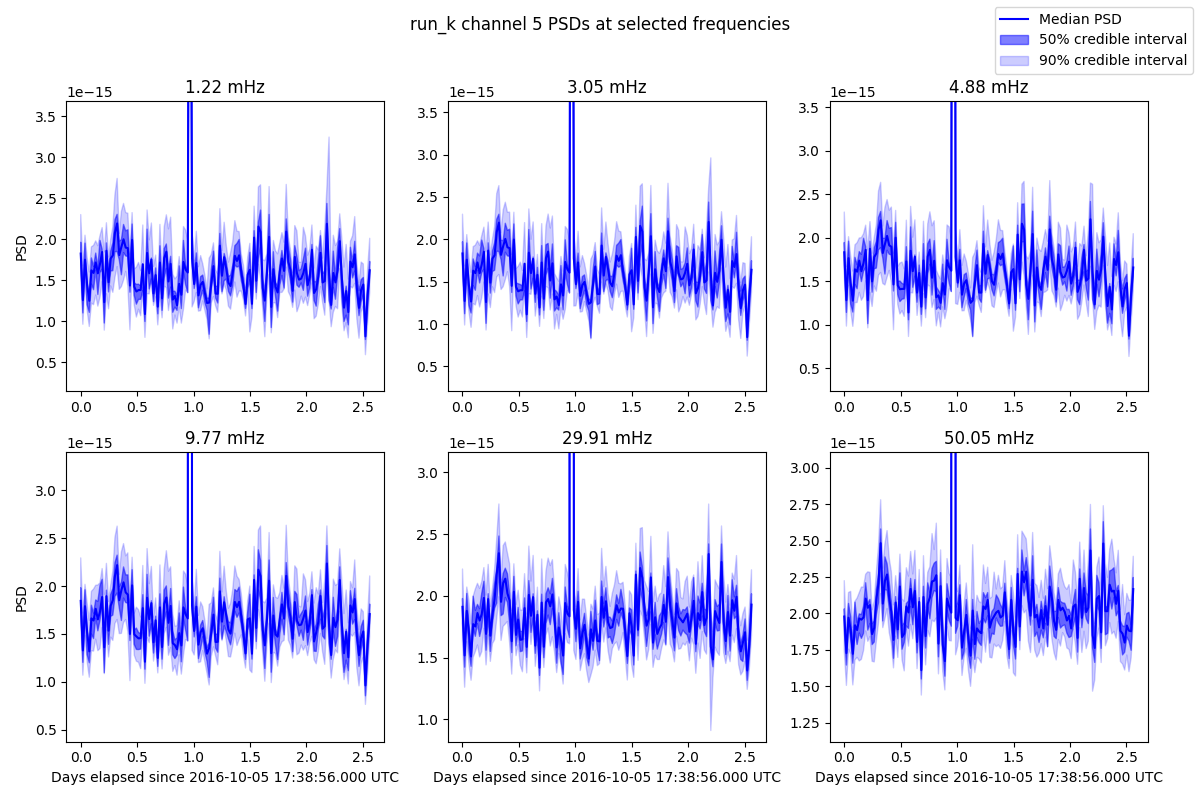 run_k channel 5 PSDs at selected frequencies
Median PSD
50% credible interval
90% credible interval
1.22 mHz
3.05 mHz
4.88 mHz
1e−15
1e−15
1e−15
PSD
3.5
3.0
2.5
2.0
1.5
1.0
0.5
0.0 0.5 1.0 1.5 2.0 2.5
3.5
3.0
2.5
2.0
1.5
1.0
0.5
0.0 0.5 1.0 1.5 2.0 2.5
3.5
3.0
2.5
2.0
1.5
1.0
0.5
0.0 0.5 1.0 1.5 2.0 2.5
9.77 mHz
29.91 mHz
50.05 mHz
1e−15
1e−15
1e−15
PSD
3.0
2.5
2.0
1.5
1.0
0.5
0.0 0.5 1.0 1.5 2.0 2.5
Days elapsed since 2016-10-05 17:38:56.000 UTC
3.0
2.5
2.0
1.5
1.0
0.0 0.5 1.0 1.5 2.0 2.5
Days elapsed since 2016-10-05 17:38:56.000 UTC
3.00
2.75
2.50
2.25
2.00
1.75
1.50
1.25
0.0 0.5 1.0 1.5 2.0 2.5
Days elapsed since 2016-10-05 17:38:56.000 UTC